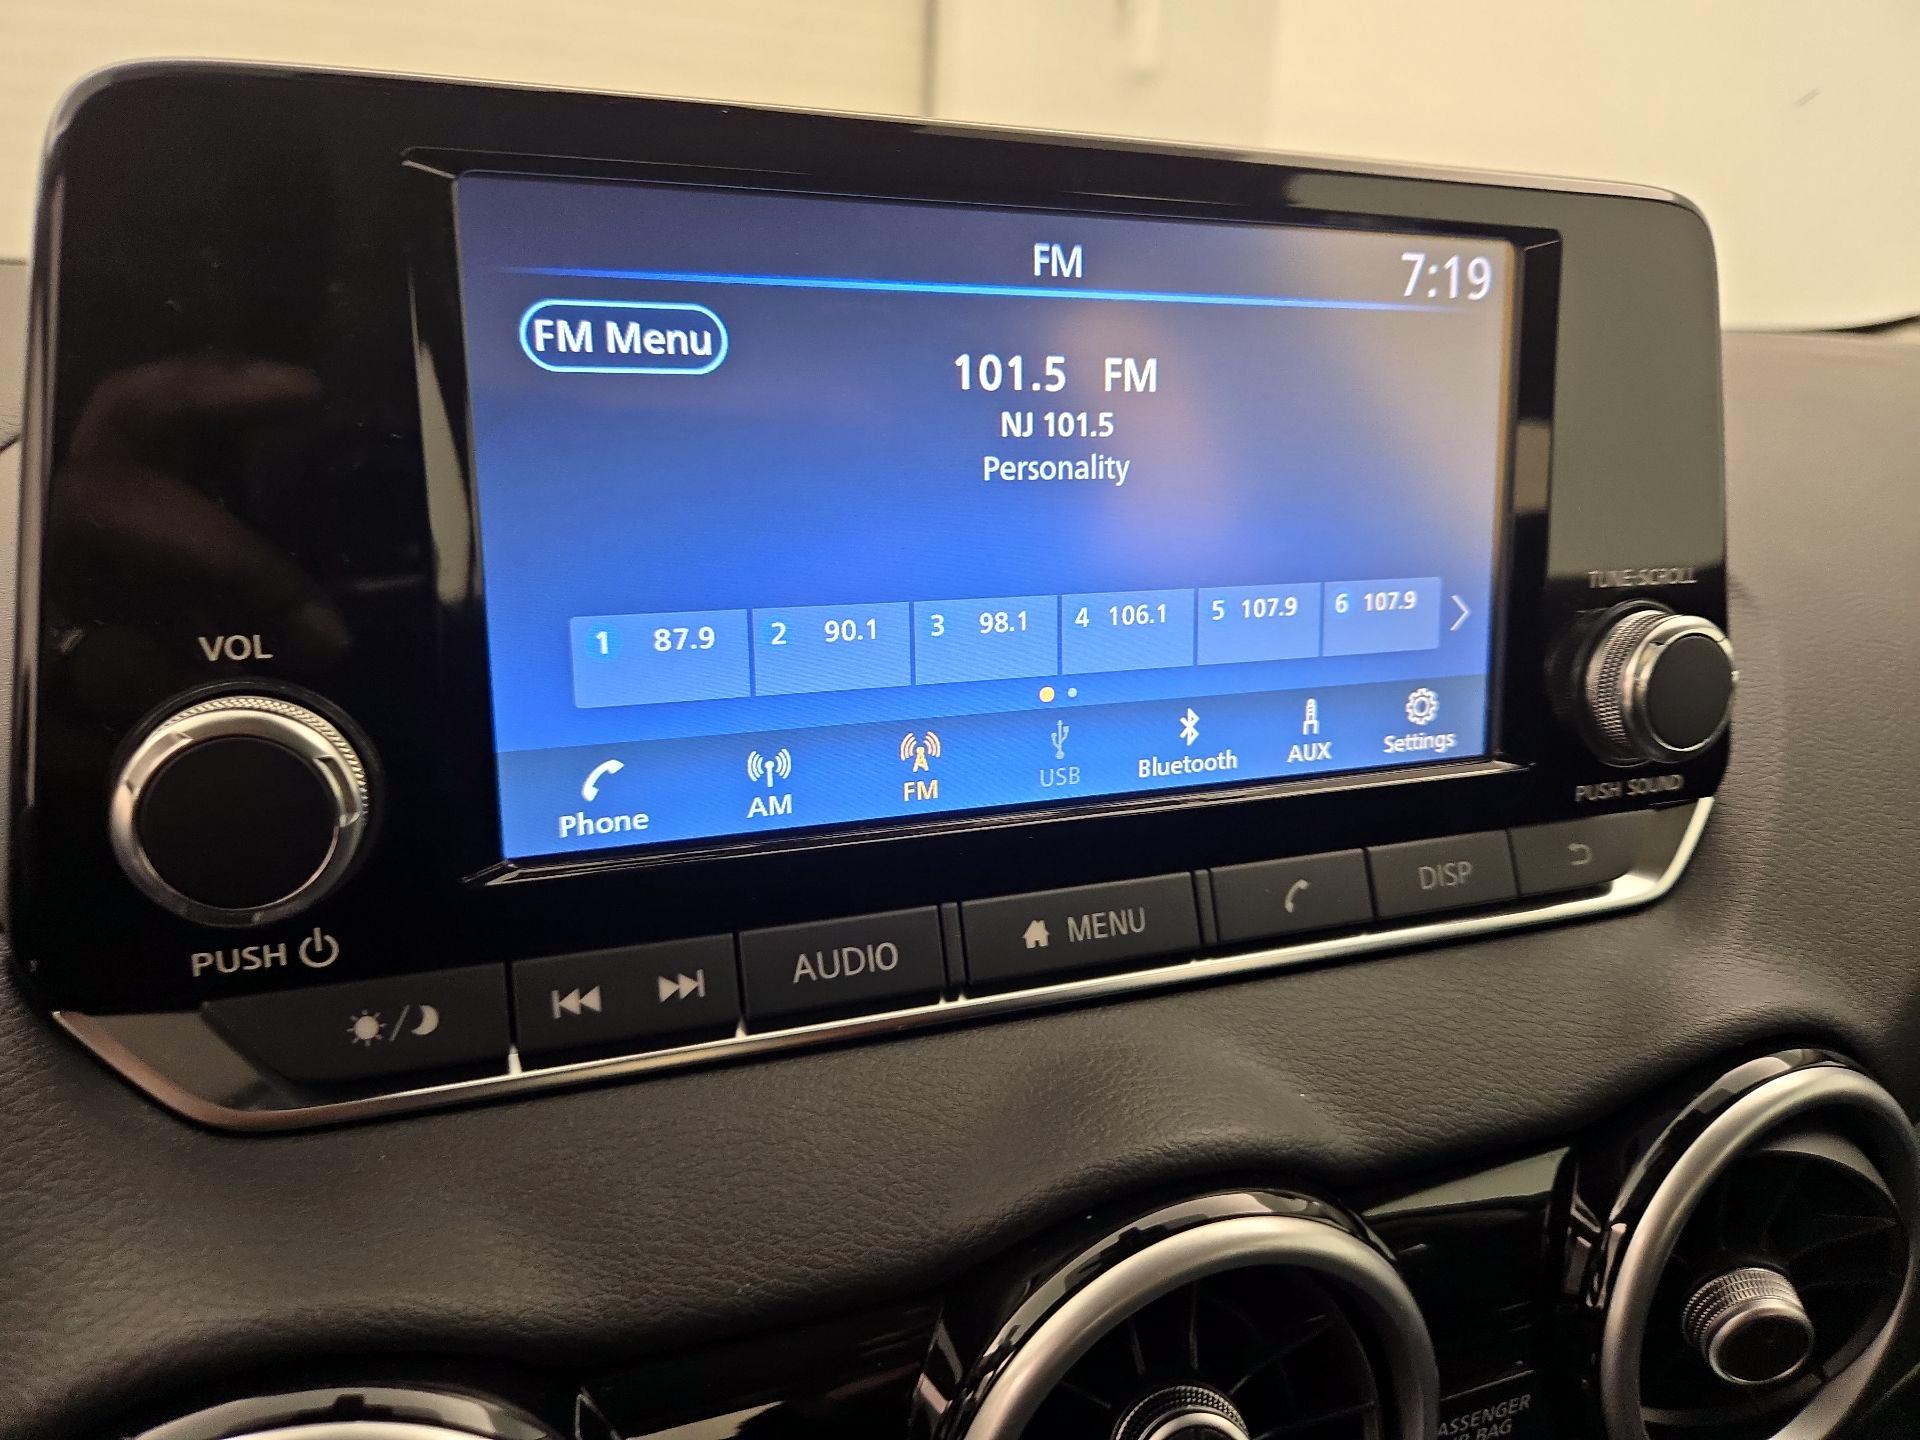 FM 7:19
FM Menu
101.5 FM
NJ 101.5
Personality
1 87.9 2 90.1 3 98.1 4 106.1 5 107.9 6 107.9
Phone AM FM USB Bluetooth AUX Settings
VOL
PUSH
TUNE·SCROLL
PUSH SOUND
AUDIO MENU DISP